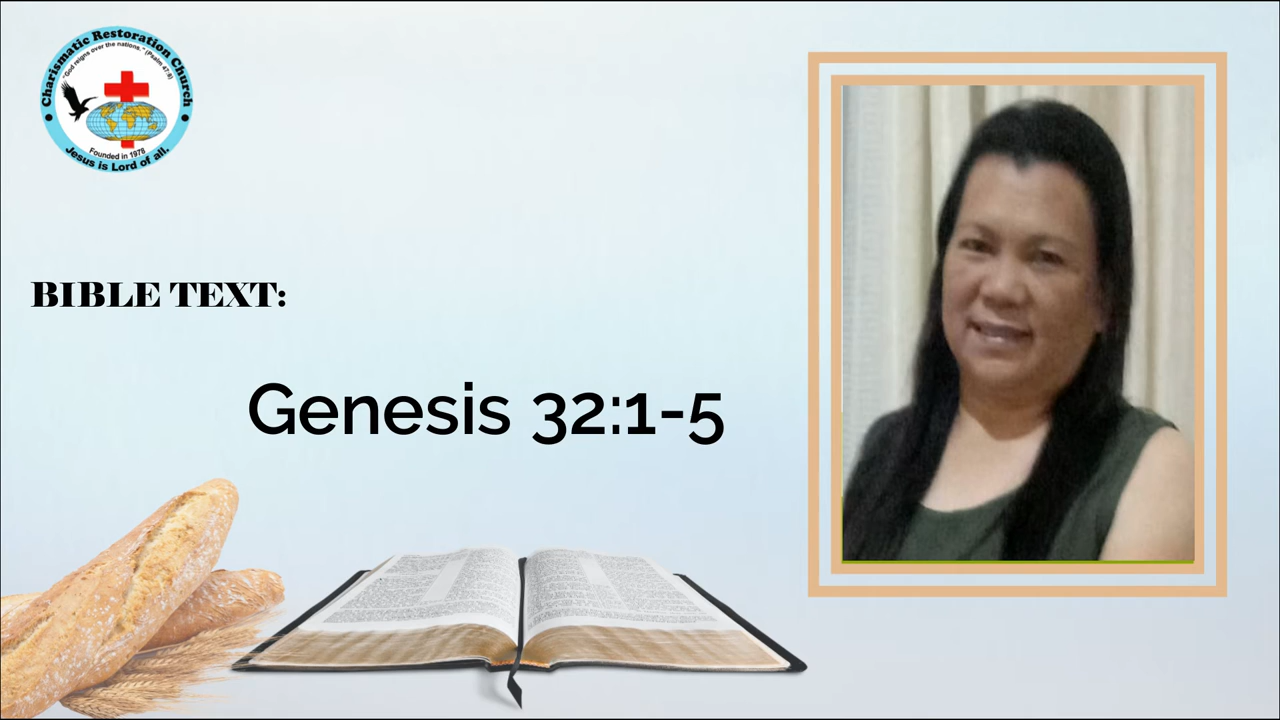 Charismatic Restoration Church
"God reigns over the nations." (Psalm 47:8)
Founded in 1978
Jesus is Lord of all.
BIBLE TEXT:
Genesis 32:1-5